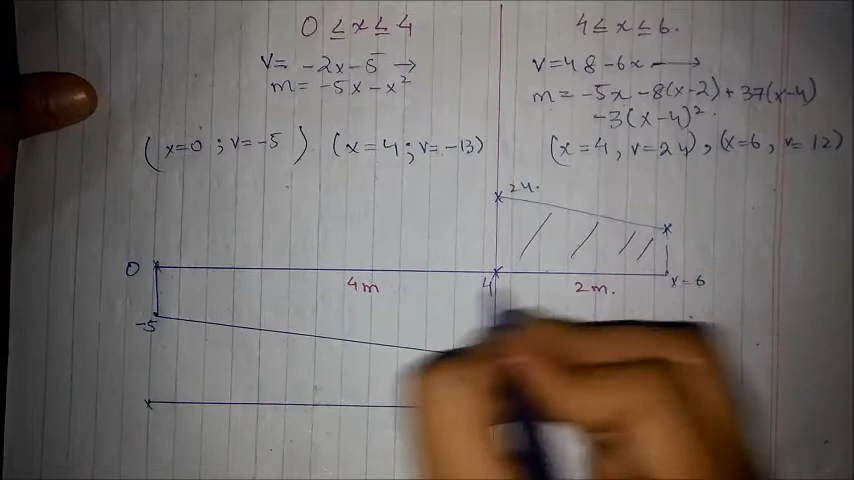 0 ≤ x ≤ 4
v = -2x-5 →
m = -5x - x²
(x=0 ; v=-5) (x=4 ; v=-13)
4 ≤ x ≤ 6.
v = 48 - 6x →
m = -5x - 8(x-2) + 37(x-4)
-3(x-4)².
(x=4 , v=24) , (x=6 , v=12)
24.
0
4m
4
2m.
x=6
-5